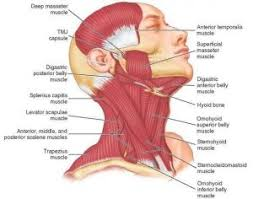 Deep masseter
muscle
TMJ
capsule
Digastric
posterior belly
muscle
Splenius capitis
muscle
Levator scapulae
muscle
Anterior, middle, and
posterior scalene muscles
Trapezius
muscle
Anterior temporalis
muscle
Superficial
masseter
muscle
Digastric
anterior belly
muscle
Hyoid bone
Omohyoid
superior belly
muscle
Sternohyoid
muscle
Sternocleidomastoid
muscle
Omohyoid
inferior belly
muscle